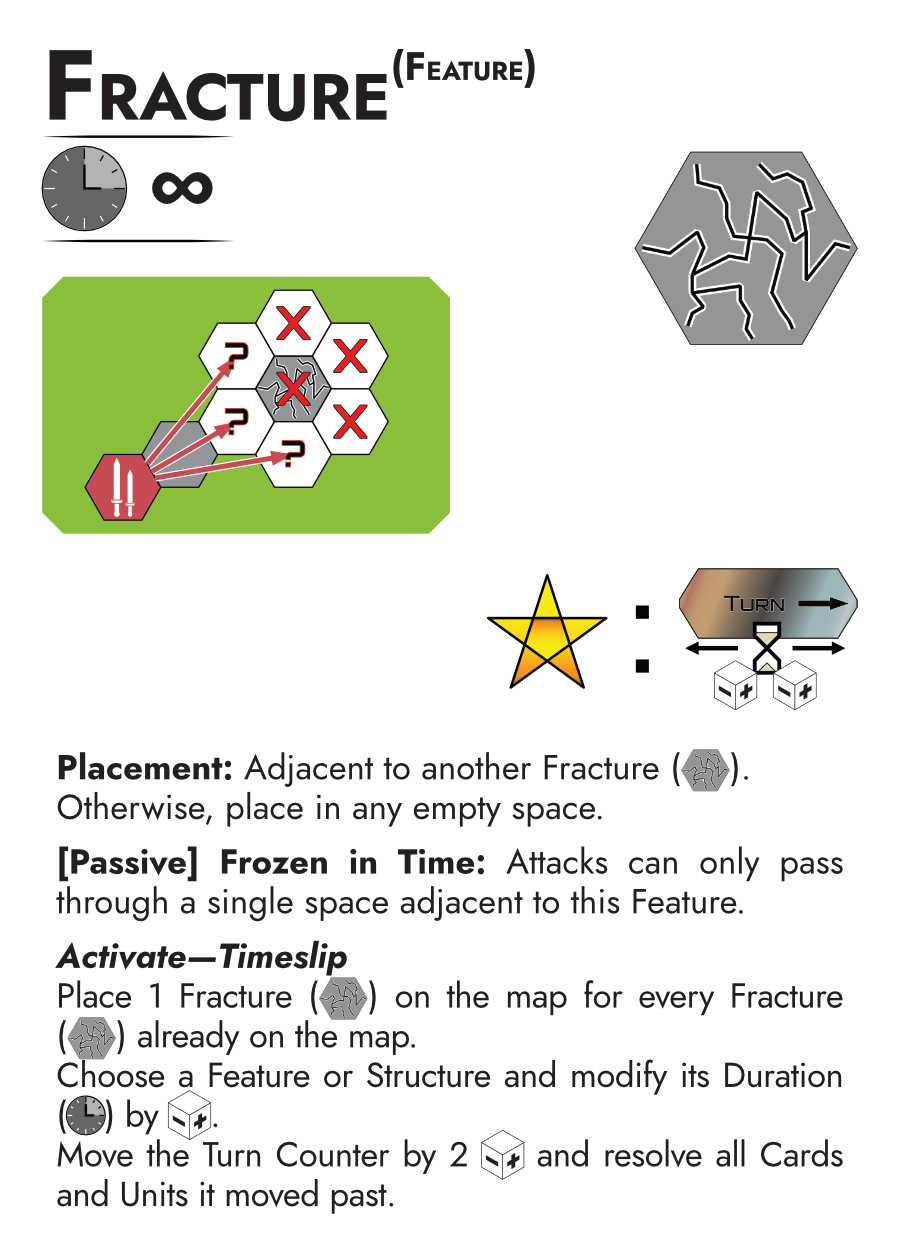 Fracture (Feature)
∞
X
? X
X
? X
?
:
Turn
- + - +
Placement: Adjacent to another Fracture ( ).
Otherwise, place in any empty space.
[Passive] Frozen in Time: Attacks can only pass
through a single space adjacent to this Feature.
Activate—Timeslip
Place 1 Fracture ( ) on the map for every Fracture
( ) already on the map.
Choose a Feature or Structure and modify its Duration
( ) by - +.
Move the Turn Counter by 2 - + and resolve all Cards
and Units it moved past.